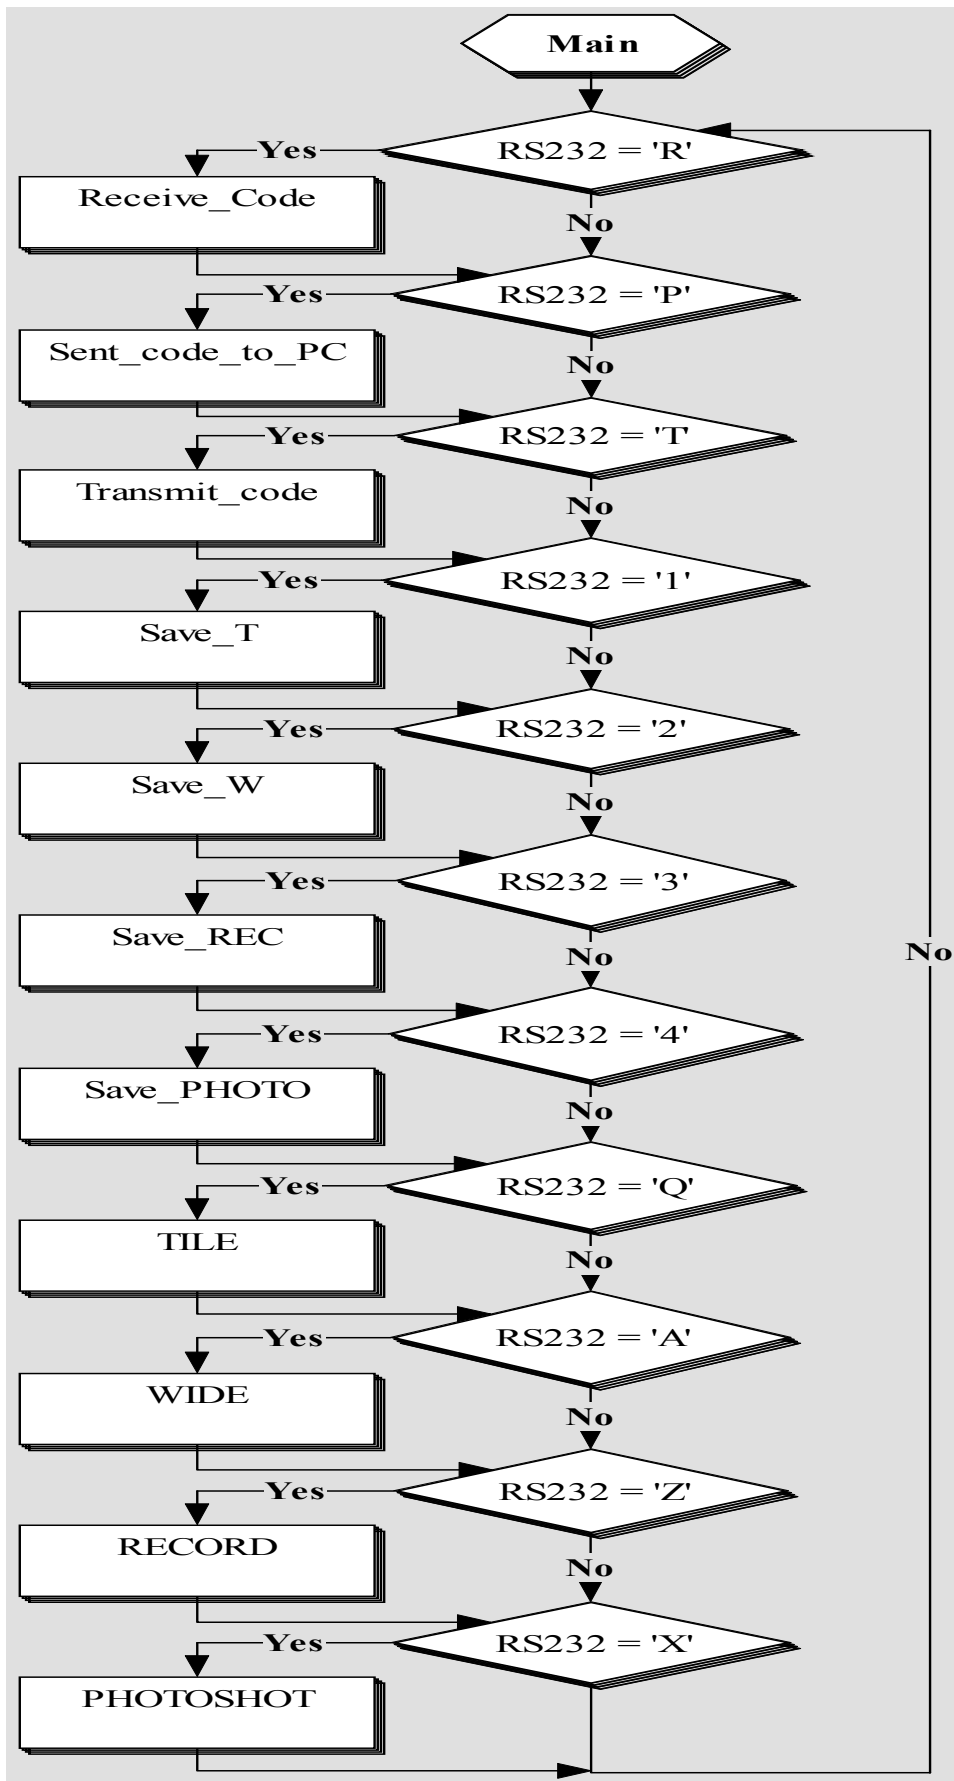 Main
RS232 = 'R'
Yes
Receive_Code
No
RS232 = 'P'
Yes
Sent_code_to_PC
No
RS232 = 'T'
Yes
Transmit_code
No
RS232 = '1'
Yes
Save_T
No
RS232 = '2'
Yes
Save_W
No
RS232 = '3'
Yes
Save_REC
No
No
RS232 = '4'
Yes
Save_PHOTO
No
RS232 = 'Q'
Yes
TILE
No
RS232 = 'A'
Yes
WIDE
No
RS232 = 'Z'
Yes
RECORD
No
RS232 = 'X'
Yes
PHOTOSHOT